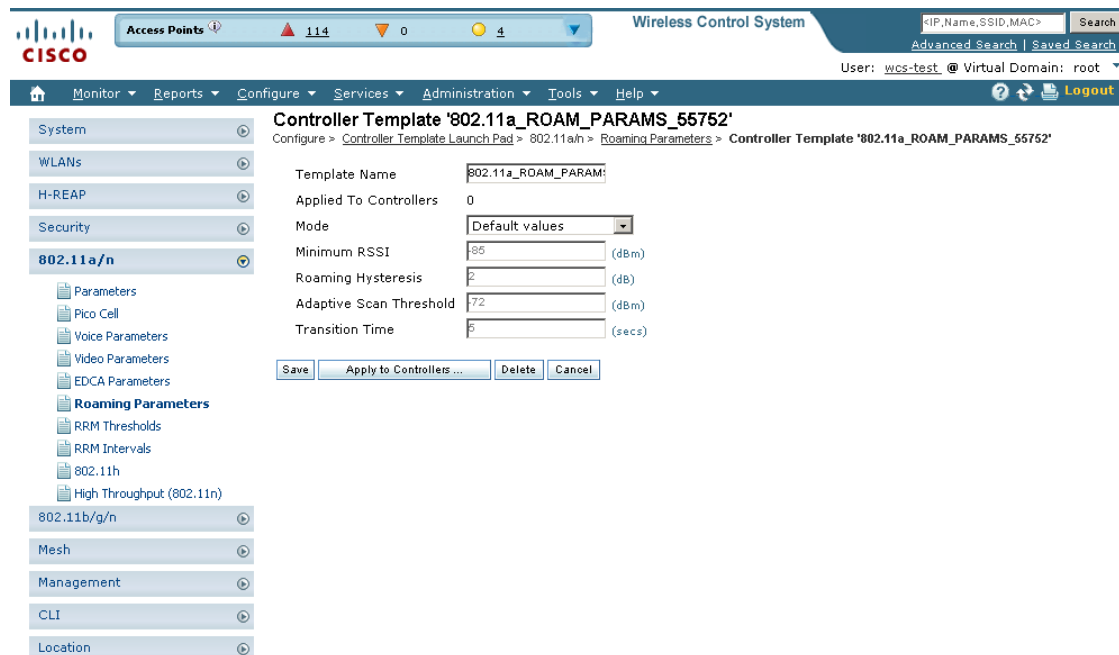 CISCO
Access Points
114
0
4
Wireless Control System
<IP,Name,SSID,MAC>
Search
Advanced Search | Saved Search
User: wcs-test @ Virtual Domain: root
Monitor Reports Configure Services Administration Tools Help
Logout
System
WLANs
H-REAP
Security
802.11a/n
Parameters
Pico Cell
Voice Parameters
Video Parameters
EDCA Parameters
Roaming Parameters
RRM Thresholds
RRM Intervals
802.11h
High Throughput (802.11n)
802.11b/g/n
Mesh
Management
CLI
Location
Controller Template '802.11a_ROAM_PARAMS_55752'
Configure > Controller Template Launch Pad > 802.11a/n > Roaming Parameters > Controller Template '802.11a_ROAM_PARAMS_55752'
Template Name 802.11a_ROAM_PARAM
Applied To Controllers 0
Mode Default values
Minimum RSSI -85 (dBm)
Roaming Hysteresis 2 (dB)
Adaptive Scan Threshold -72 (dBm)
Transition Time 5 (secs)
Save Apply to Controllers ... Delete Cancel